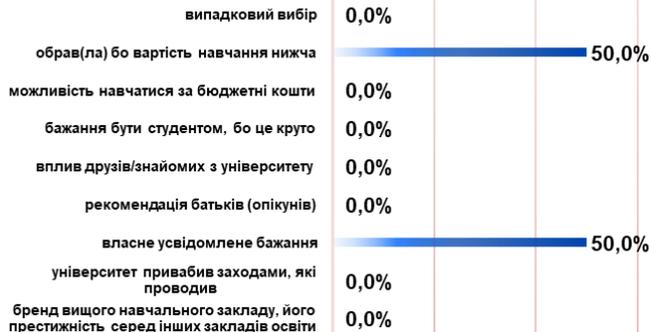 випадковий вибір 0,0%
обрав(ла) бо вартість навчання нижча 50,0%
можливість навчатися за бюджетні кошти 0,0%
бажання бути студентом, бо це круто 0,0%
вплив друзів/знайомих з університету 0,0%
рекомендація батьків (опікунів) 0,0%
власне усвідомлене бажання 50,0%
університет привабив заходами, які
проводив 0,0%
бренд вищого навчального закладу, його
престижність серед інших закладів освіти 0,0%